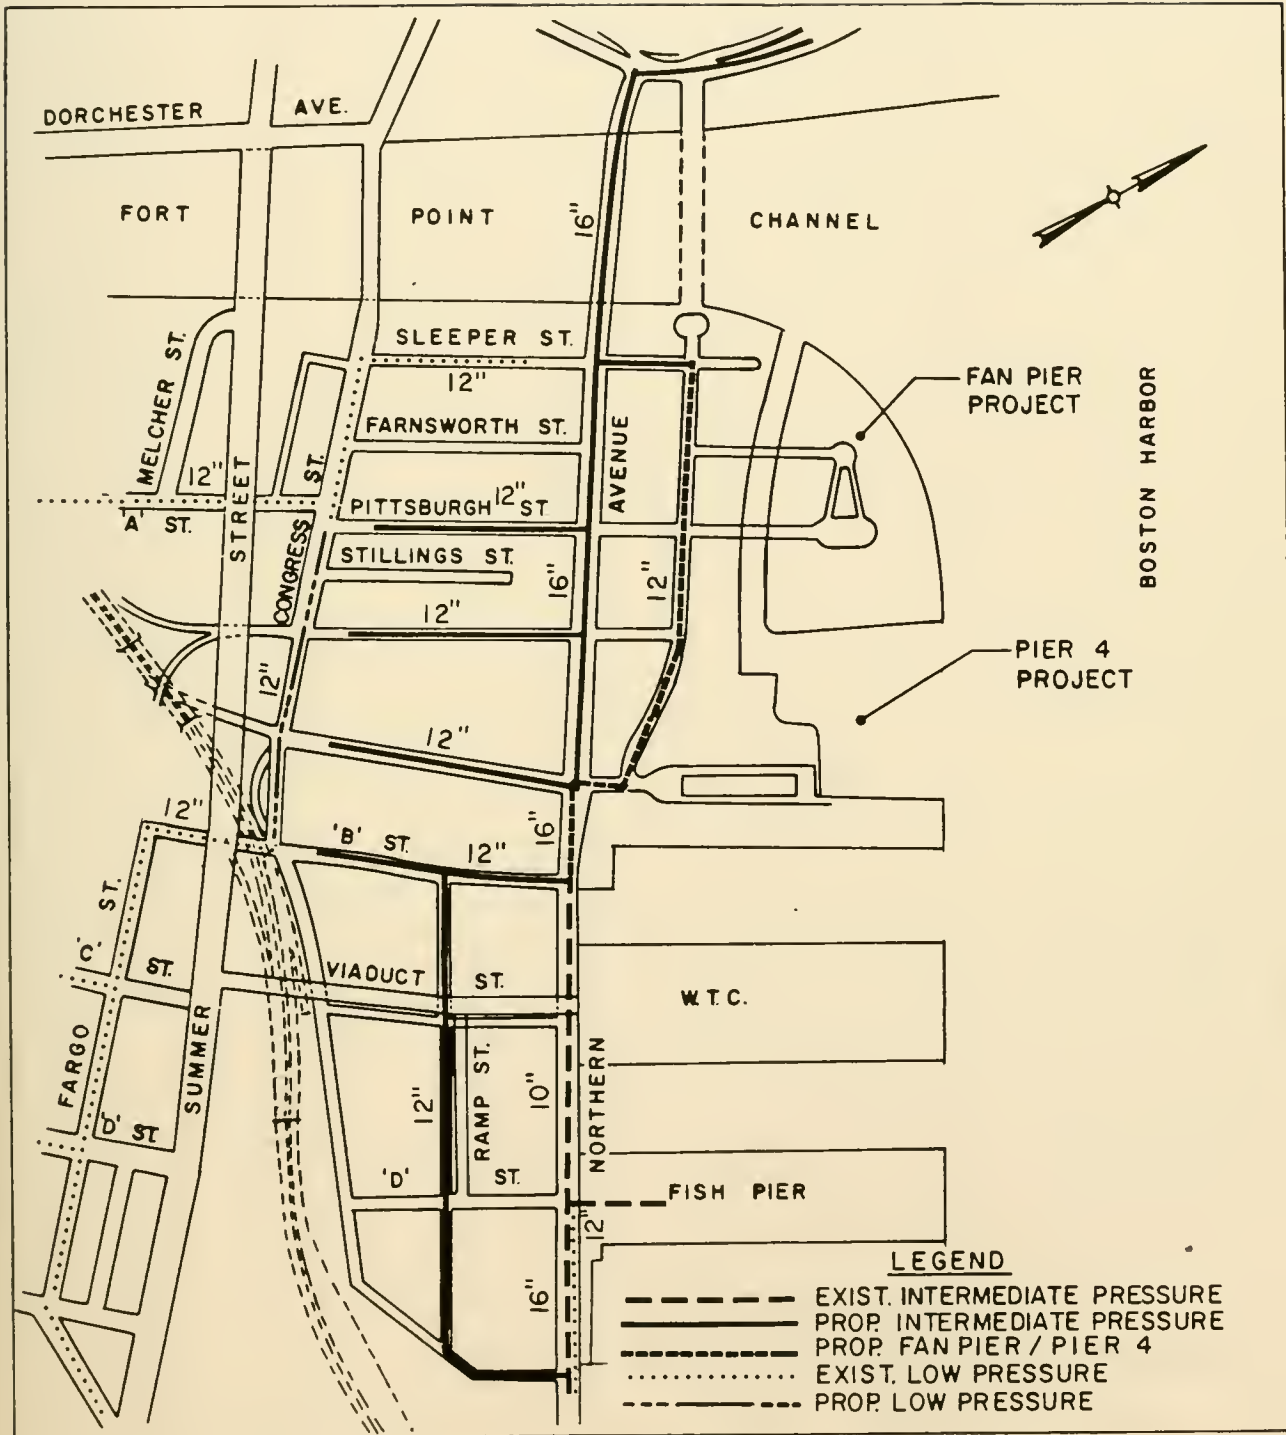 DORCHESTER AVE.
FORT POINT CHANNEL
16"
SLEEPER ST.
12"
MELCHER ST.
FARNSWORTH ST.
AVENUE
FAN PIER
PROJECT
BOSTON HARBOR
12"
ST.
PITTSBURGH ST.
12"
'A' ST.
STREET
CONGRESS
STILLINGS ST.
16"
12"
12"
12"
PIER 4
PROJECT
12"
12"
16"
'B' ST.
12"
ST.
'C' ST.
VIADUCT ST.
W.T.C.
FARGO
SUMMER
12"
RAMP ST.
10"
NORTHERN
'D' ST.
'D' ST.
FISH PIER
12"
16"
LEGEND
EXIST. INTERMEDIATE PRESSURE
PROP. INTERMEDIATE PRESSURE
PROP. FAN PIER / PIER 4
EXIST. LOW PRESSURE
PROP. LOW PRESSURE